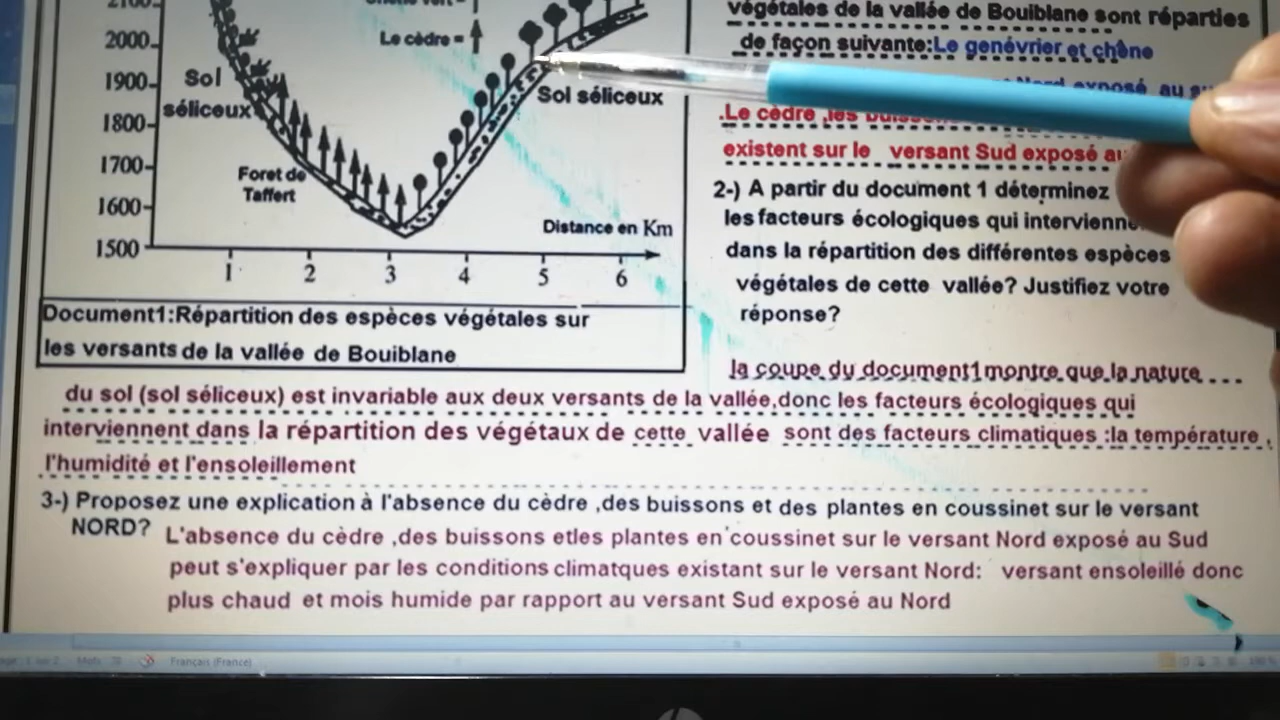 2100
2000
1900
1800
1700
1600
1500
Le cèdre =
Sol
séliceux
Sol séliceux
Foret de
Taffert
Distance en Km
1 2 3 4 5 6
Document1:Répartition des espèces végétales sur
les versants de la vallée de Bouiblane
végétales de la vallée de Bouiblane sont réparties
de façon suivante:Le genévrier et chêne
Nord exposé au
.Le cèdre ,les
existent sur le versant Sud exposé
2-) A partir du document 1 déterminez
les facteurs écologiques qui
dans la répartition des différentes espèces
végétales de cette vallée? Justifiez votre
réponse?
la coupe du document1 montre que la nature
du sol (sol séliceux) est invariable aux deux versants de la vallée,donc les facteurs écologiques qui
interviennent dans la répartition des végétaux de cette vallée sont des facteurs climatiques :la température ,
l'humidité et l'ensoleillement
3-) Proposez une explication à l'absence du cèdre ,des buissons et des plantes en coussinet sur le versant
NORD?
L'absence du cèdre ,des buissons etles plantes en coussinet sur le versant Nord exposé au Sud
peut s'expliquer par les conditions climatques existant sur le versant Nord: versant ensoleillé donc
plus chaud et mois humide par rapport au versant Sud exposé au Nord
Français (France)